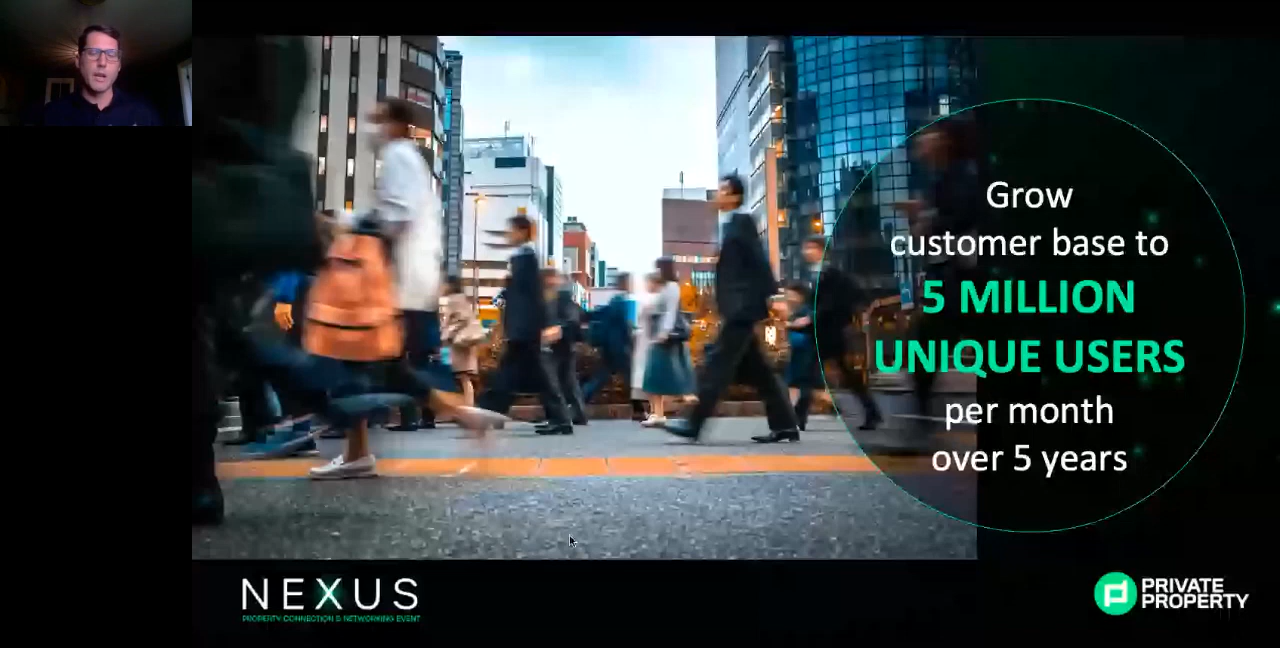 Grow
customer base to
5 MILLION
UNIQUE USERS
per month
over 5 years
NEXUS
PROPERTY CONNECTION & NETWORKING EVENT
PRIVATE
PROPERTY